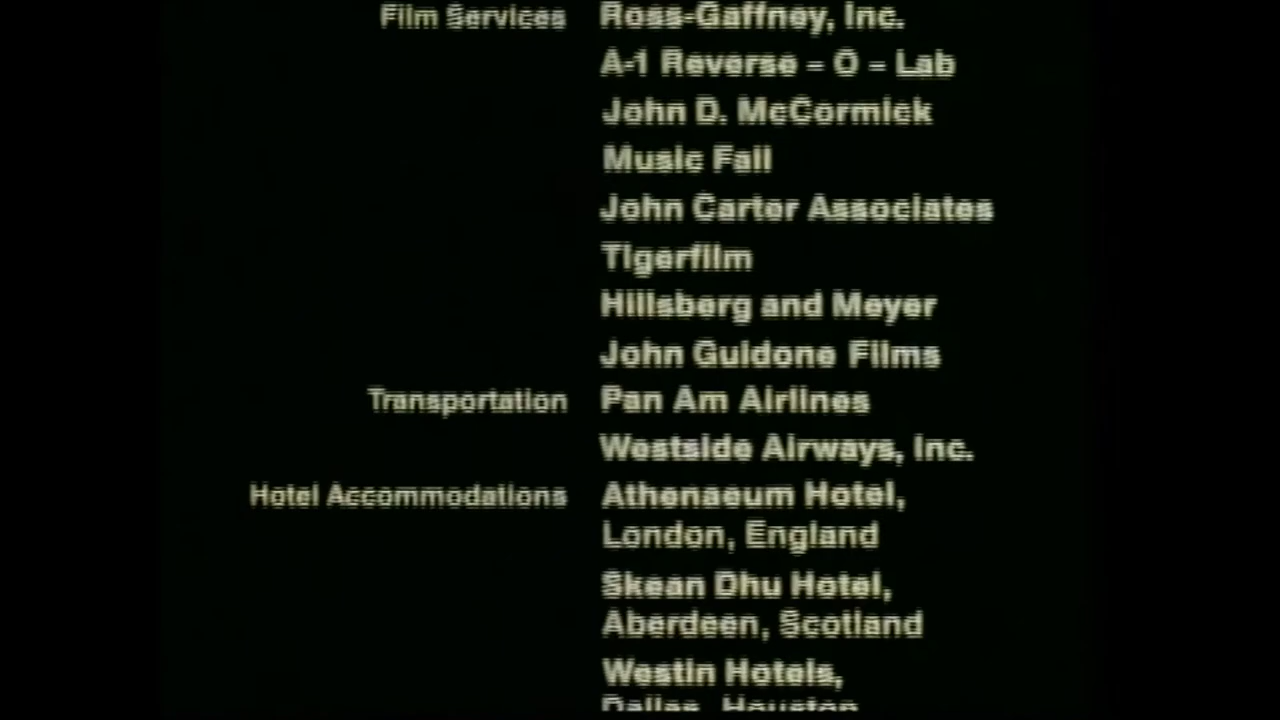 Film Services Ross-Gaffney, Inc.
A-1 Reverse - O - Lab
John D. McCormick
Music Fall
John Carter Associates
Tigerfilm
Hillsberg and Meyer
John Guidone Films
Transportation Pan Am Airlines
Westside Airways, Inc.
Hotel Accommodations Athenaeum Hotel,
London, England
Skean Dhu Hotel,
Aberdeen, Scotland
Westin Hotels,
Dallas, Houston